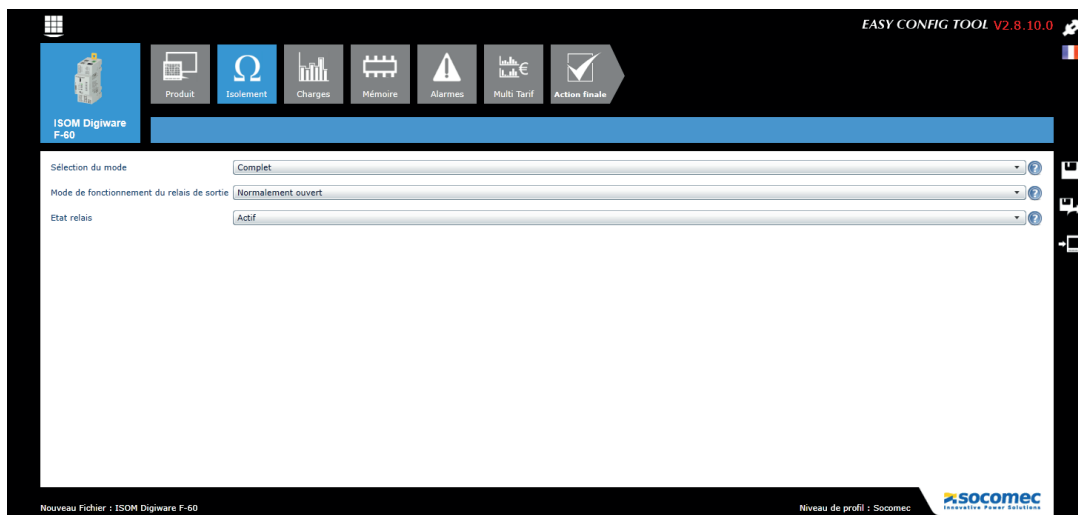 EASY CONFIG TOOL V2.8.10.0
Produit
Isolement
Charges
Mémoire
Alarmes
€
Multi Tarif
Action finale
ISOM Digiware
F-60
Sélection du mode
Complet
?
Mode de fonctionnement du relais de sortie
Normalement ouvert
?
Etat relais
Actif
?
Nouveau Fichier : ISOM Digiware F-60
Niveau de profil : Socomec
socomec
Innovative Power Solutions